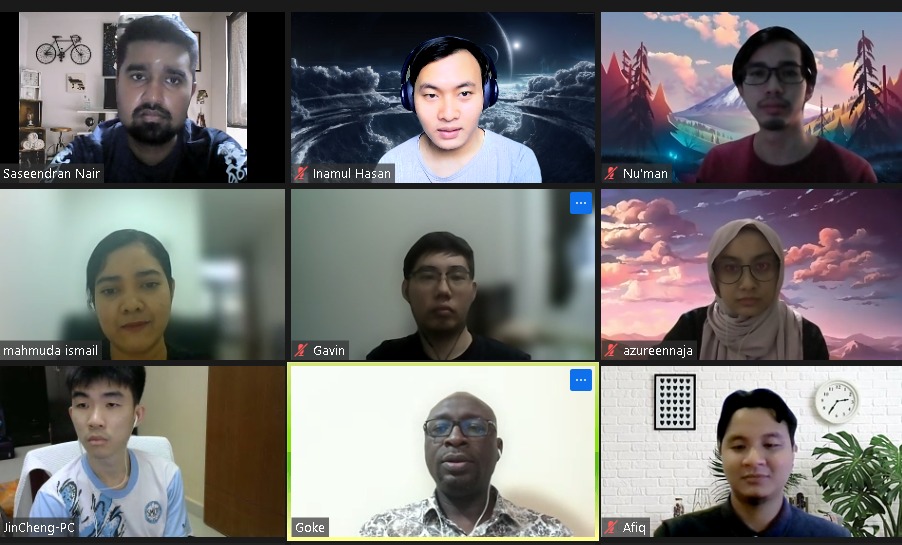 Saseendran Nair
Inamul Hasan
Nu'man
mahmuda ismail
Gavin
azureennaja
JinCheng-PC
Goke
Afiq